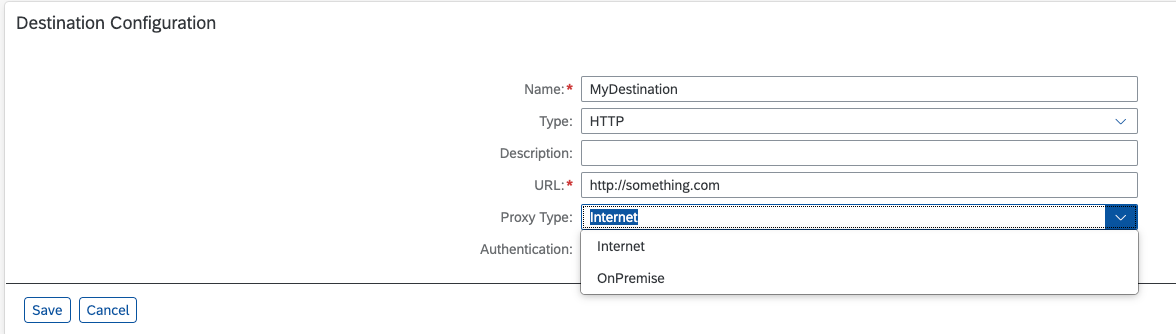 Destination Configuration
Name:* MyDestination
Type: HTTP
Description:
URL:* http://something.com
Proxy Type: Internet
Internet
Authentication:
OnPremise
Save Cancel